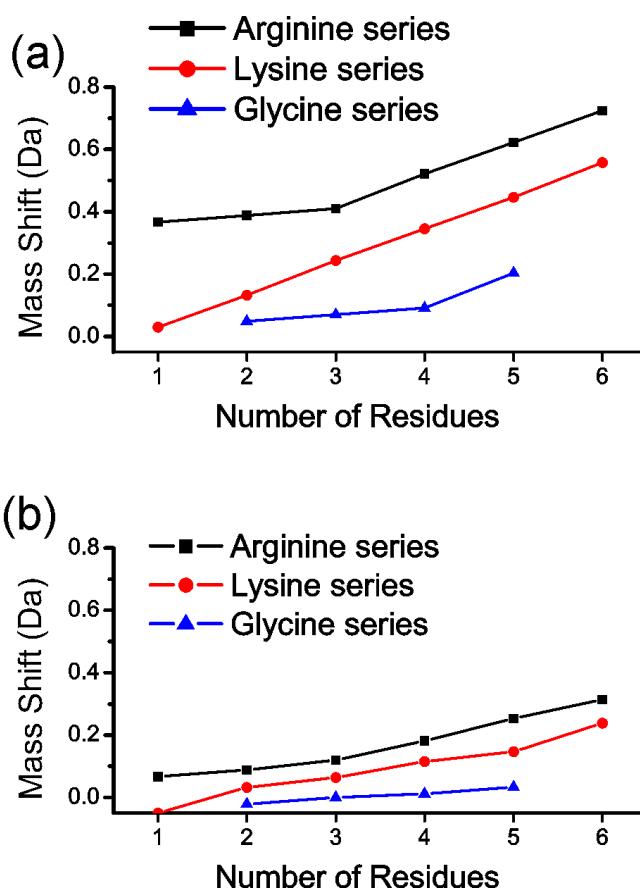 (a)
Arginine series
Lysine series
Glycine series
Mass Shift (Da)
0.8
0.6
0.4
0.2
0.0
1 2 3 4 5 6
Number of Residues
(b)
Arginine series
Lysine series
Glycine series
Mass Shift (Da)
0.8
0.6
0.4
0.2
0.0
1 2 3 4 5 6
Number of Residues